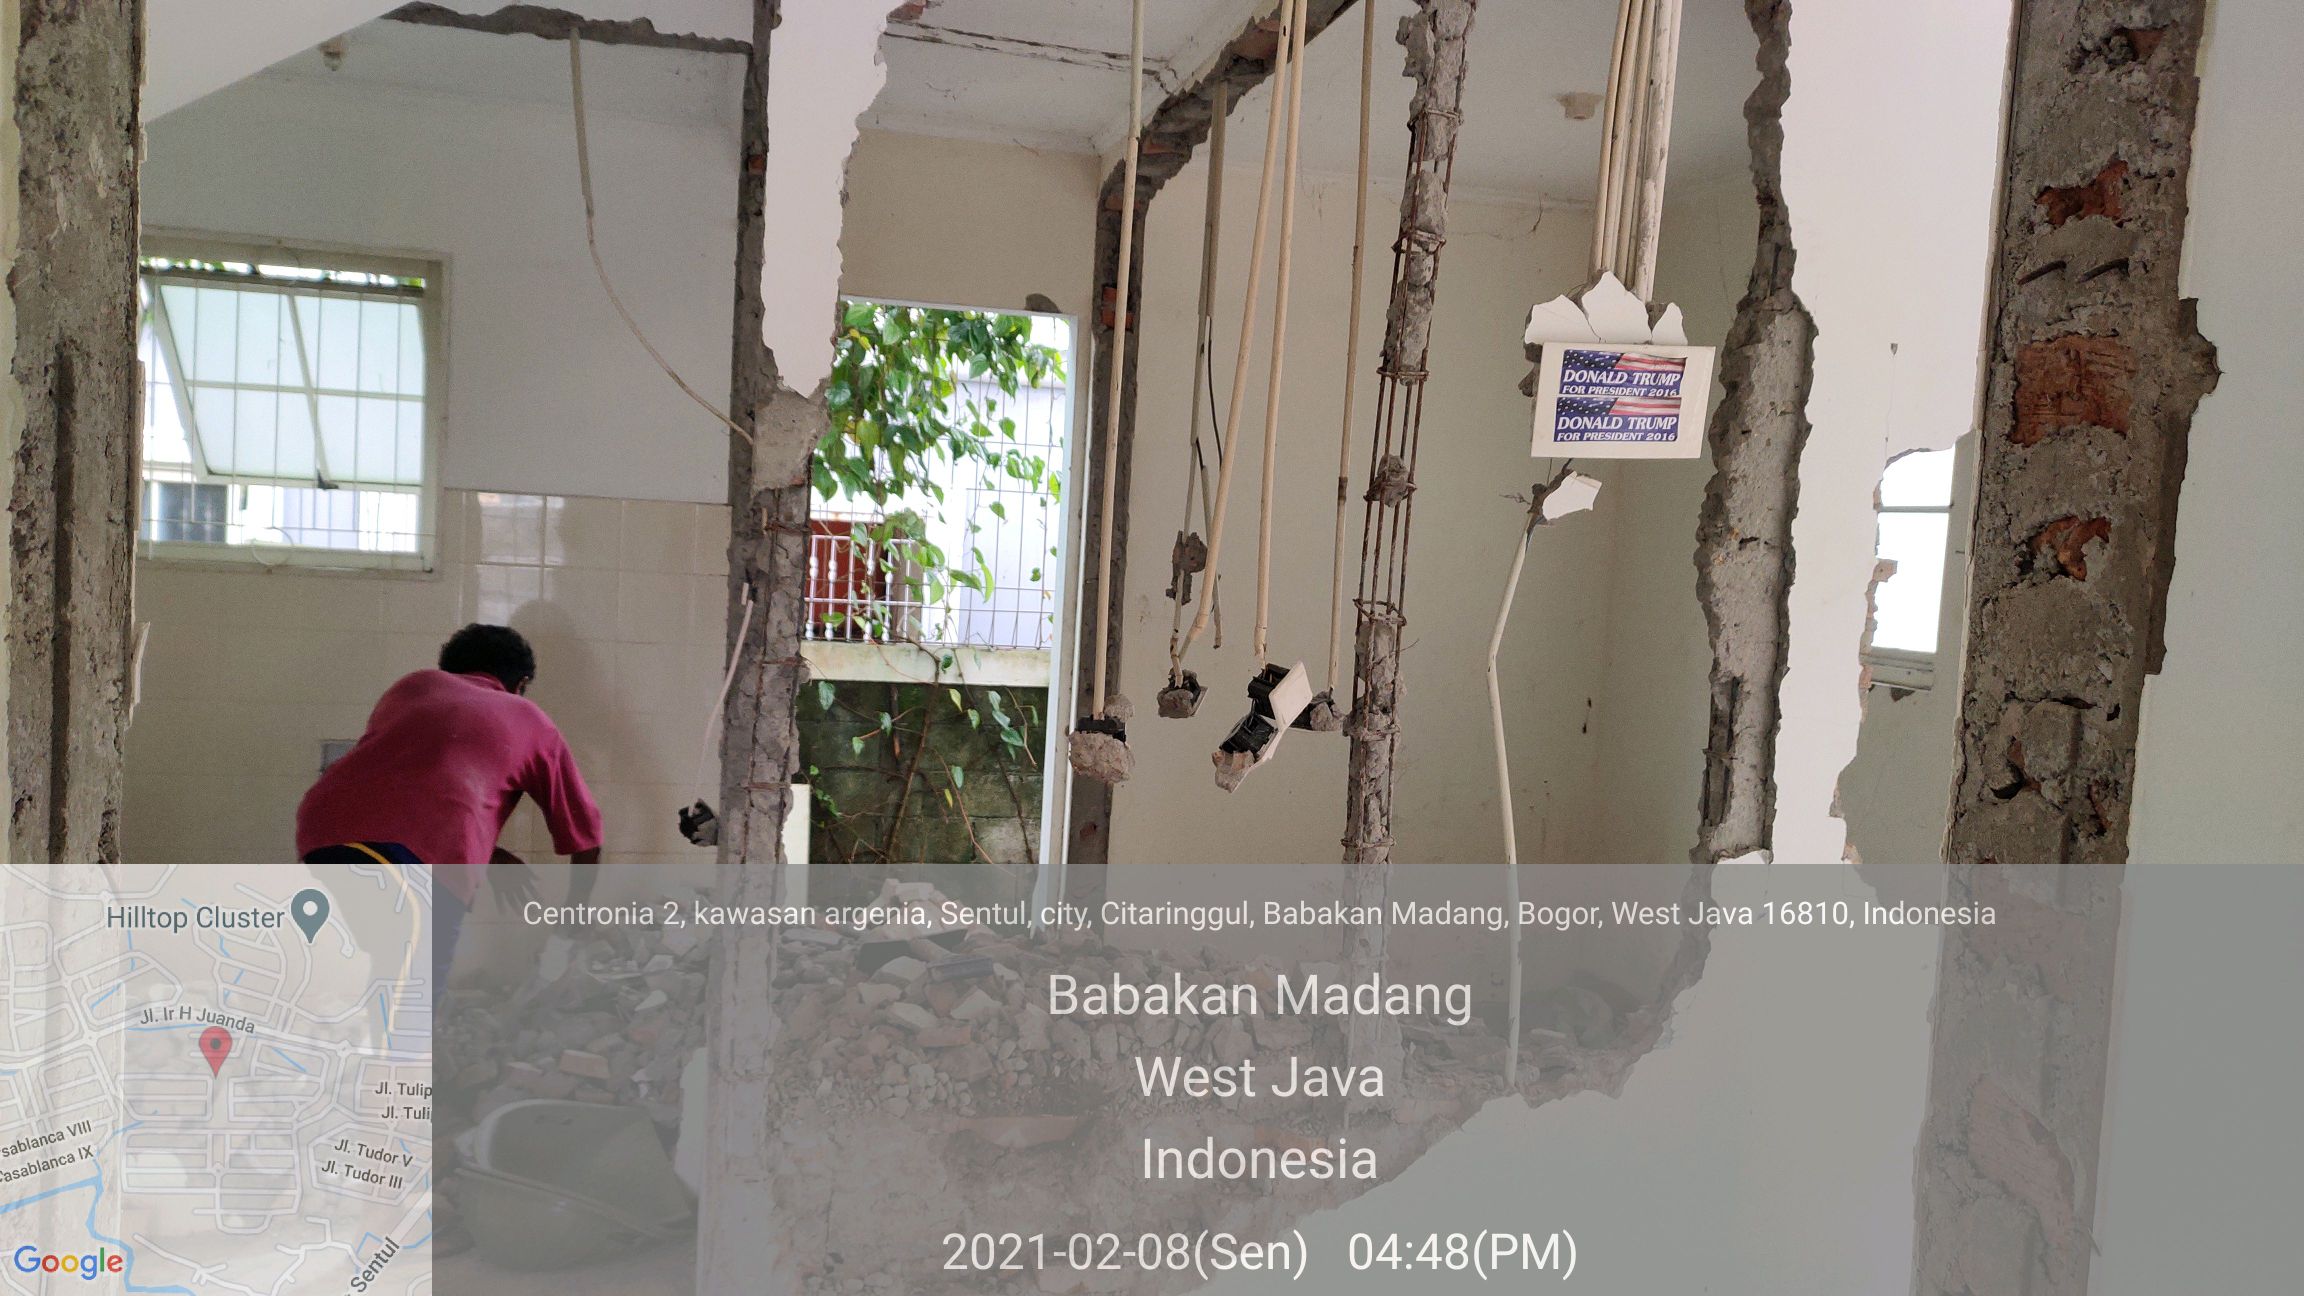 DONALD TRUMP
FOR PRESIDENT 2016
DONALD TRUMP
FOR PRESIDENT 2016
Hilltop Cluster
Jl. Ir H Juanda
Jl. Tulip
Jl. Tuli
Jl. Tudor V
Jl. Tudor III
sablanca VIII
Casablanca IX
Sentul
Google
Centronia 2, kawasan argenia, Sentul, city, Citaringgul, Babakan Madang, Bogor, West Java 16810, Indonesia
Babakan Madang
West Java
Indonesia
2021-02-08(Sen) 04:48(PM)